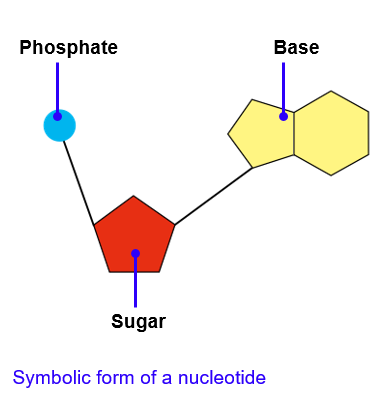 Phosphate
Base
Sugar
Symbolic form of a nucleotide